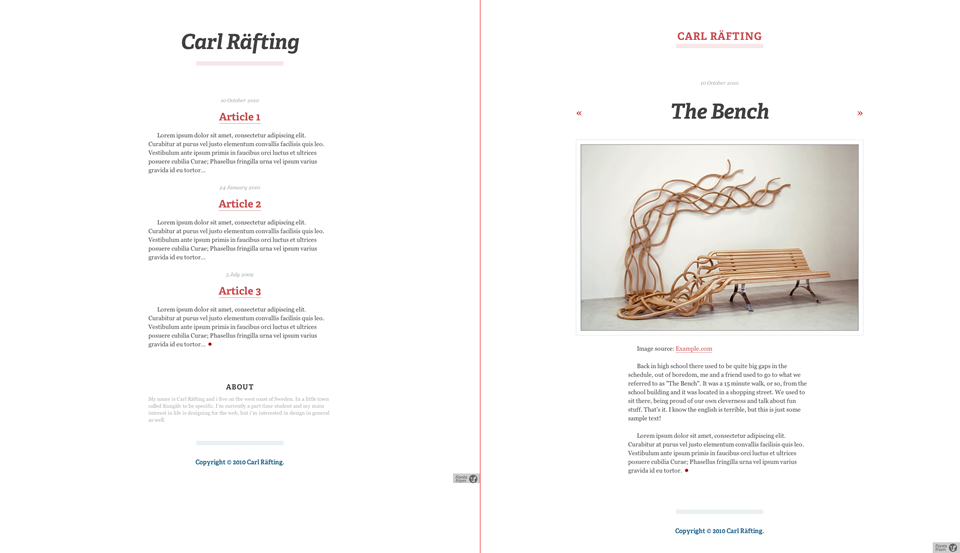 Carl Räfting
10 October 2010
Article 1
Lorem ipsum dolor sit amet, consectetur adipiscing elit.
Curabitur at purus vel justo elementum convallis facilisis quis leo.
Vestibulum ante ipsum primis in faucibus orci luctus et ultrices
posuere cubilia Curae; Phasellus fringilla urna vel ipsum varius
gravida id eu tortor...
24 January 2010
Article 2
Lorem ipsum dolor sit amet, consectetur adipiscing elit.
Curabitur at purus vel justo elementum convallis facilisis quis leo.
Vestibulum ante ipsum primis in faucibus orci luctus et ultrices
posuere cubilia Curae; Phasellus fringilla urna vel ipsum varius
gravida id eu tortor...
3 July 2009
Article 3
Lorem ipsum dolor sit amet, consectetur adipiscing elit.
Curabitur at purus vel justo elementum convallis facilisis quis leo.
Vestibulum ante ipsum primis in faucibus orci luctus et ultrices
posuere cubilia Curae; Phasellus fringilla urna vel ipsum varius
gravida id eu tortor...
ABOUT
My name is Carl Räfting and i live on the west coast of Sweden. In a little town
called Kungälv to be specific. I'm currently a part time student and my main
interest in life is designing for the web, but i'm interested in design in general
as well.
Copyright © 2010 Carl Räfting.
CARL RÄFTING
10 October 2010
« The Bench »
Image source: Example.com
Back in high school there used to be quite big gaps in the
schedule, out of boredom, me and a friend used to go to what we
referred to as "The Bench". It was a 15 minute walk, or so, from the
school building and it was located in a shopping street. We used to
sit there, being proud of our own cleverness and talk about fun
stuff. That's it. I know the english is terrible, but this is just some
sample text!
Lorem ipsum dolor sit amet, consectetur adipiscing elit.
Curabitur at purus vel justo elementum convallis facilisis quis leo.
Vestibulum ante ipsum primis in faucibus orci luctus et ultrices
posuere cubilia Curae; Phasellus fringilla urna vel ipsum varius
gravida id eu tortor.
Copyright © 2010 Carl Räfting.